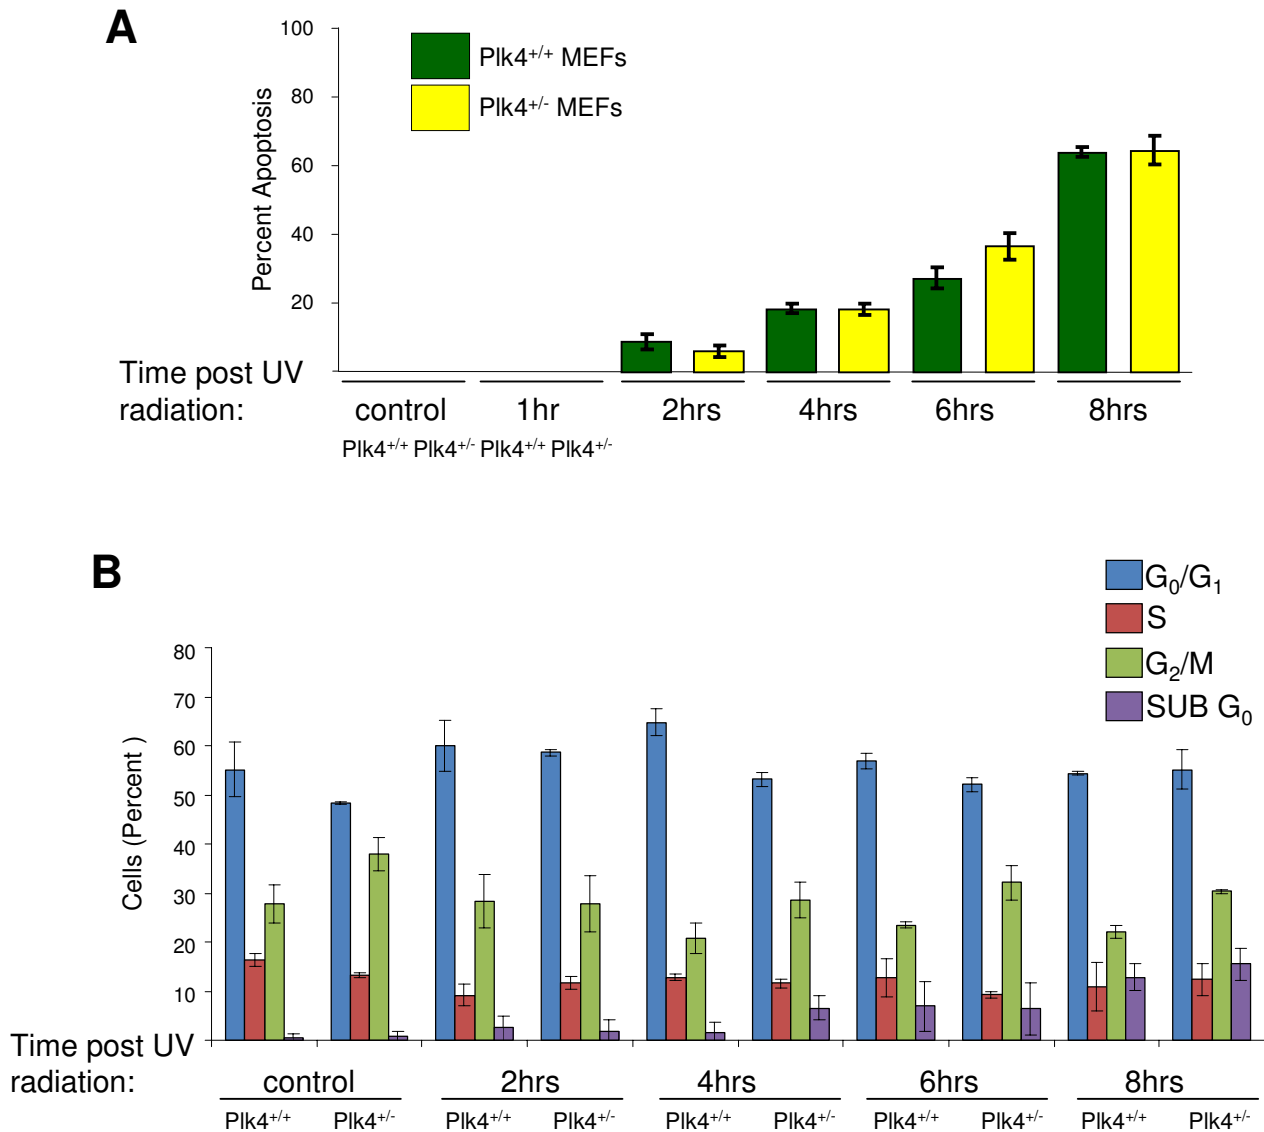 A
100
80
60
40
20
Percent Apoptosis
Plk4+/+ MEFs
Plk4+/- MEFs
Time post UV
radiation:
control 1hr 2hrs 4hrs 6hrs 8hrs
Plk4+/+ Plk4+/- Plk4+/+ Plk4+/-
B
G0/G1
S
G2/M
SUB G0
80
70
60
50
40
30
20
10
Cells (Percent )
Time post UV
radiation:
control 2hrs 4hrs 6hrs 8hrs
Plk4+/+ Plk4+/- Plk4+/+ Plk4+/- Plk4+/+ Plk4+/- Plk4+/+ Plk4+/- Plk4+/+ Plk4+/-